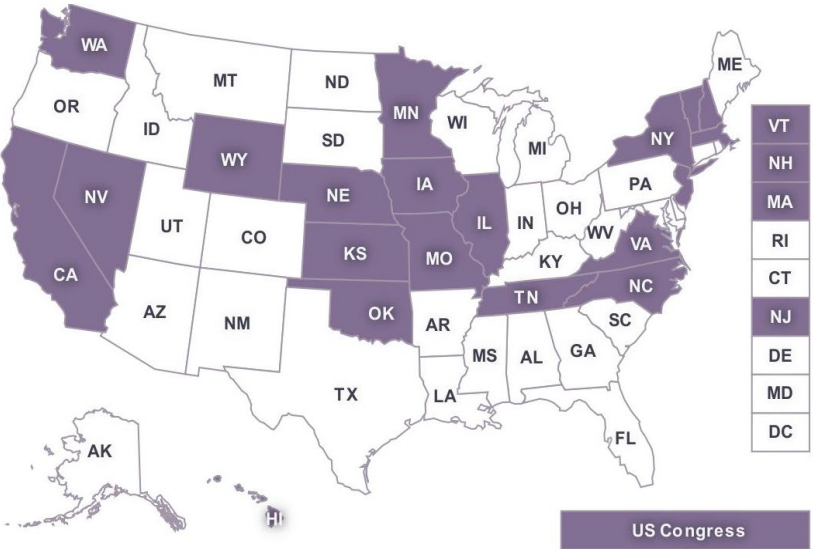 WA
MT
ND
MN
ME
OR
ID
WY
SD
WI
MI
NY
VT
NH
MA
RI
CT
NJ
DE
MD
DC
NV
UT
CO
NE
IA
IL
IN
OH
PA
WV
VA
KY
CA
AZ
NM
KS
MO
OK
AR
TN
NC
SC
MS
AL
GA
TX
LA
FL
AK
HI
US Congress